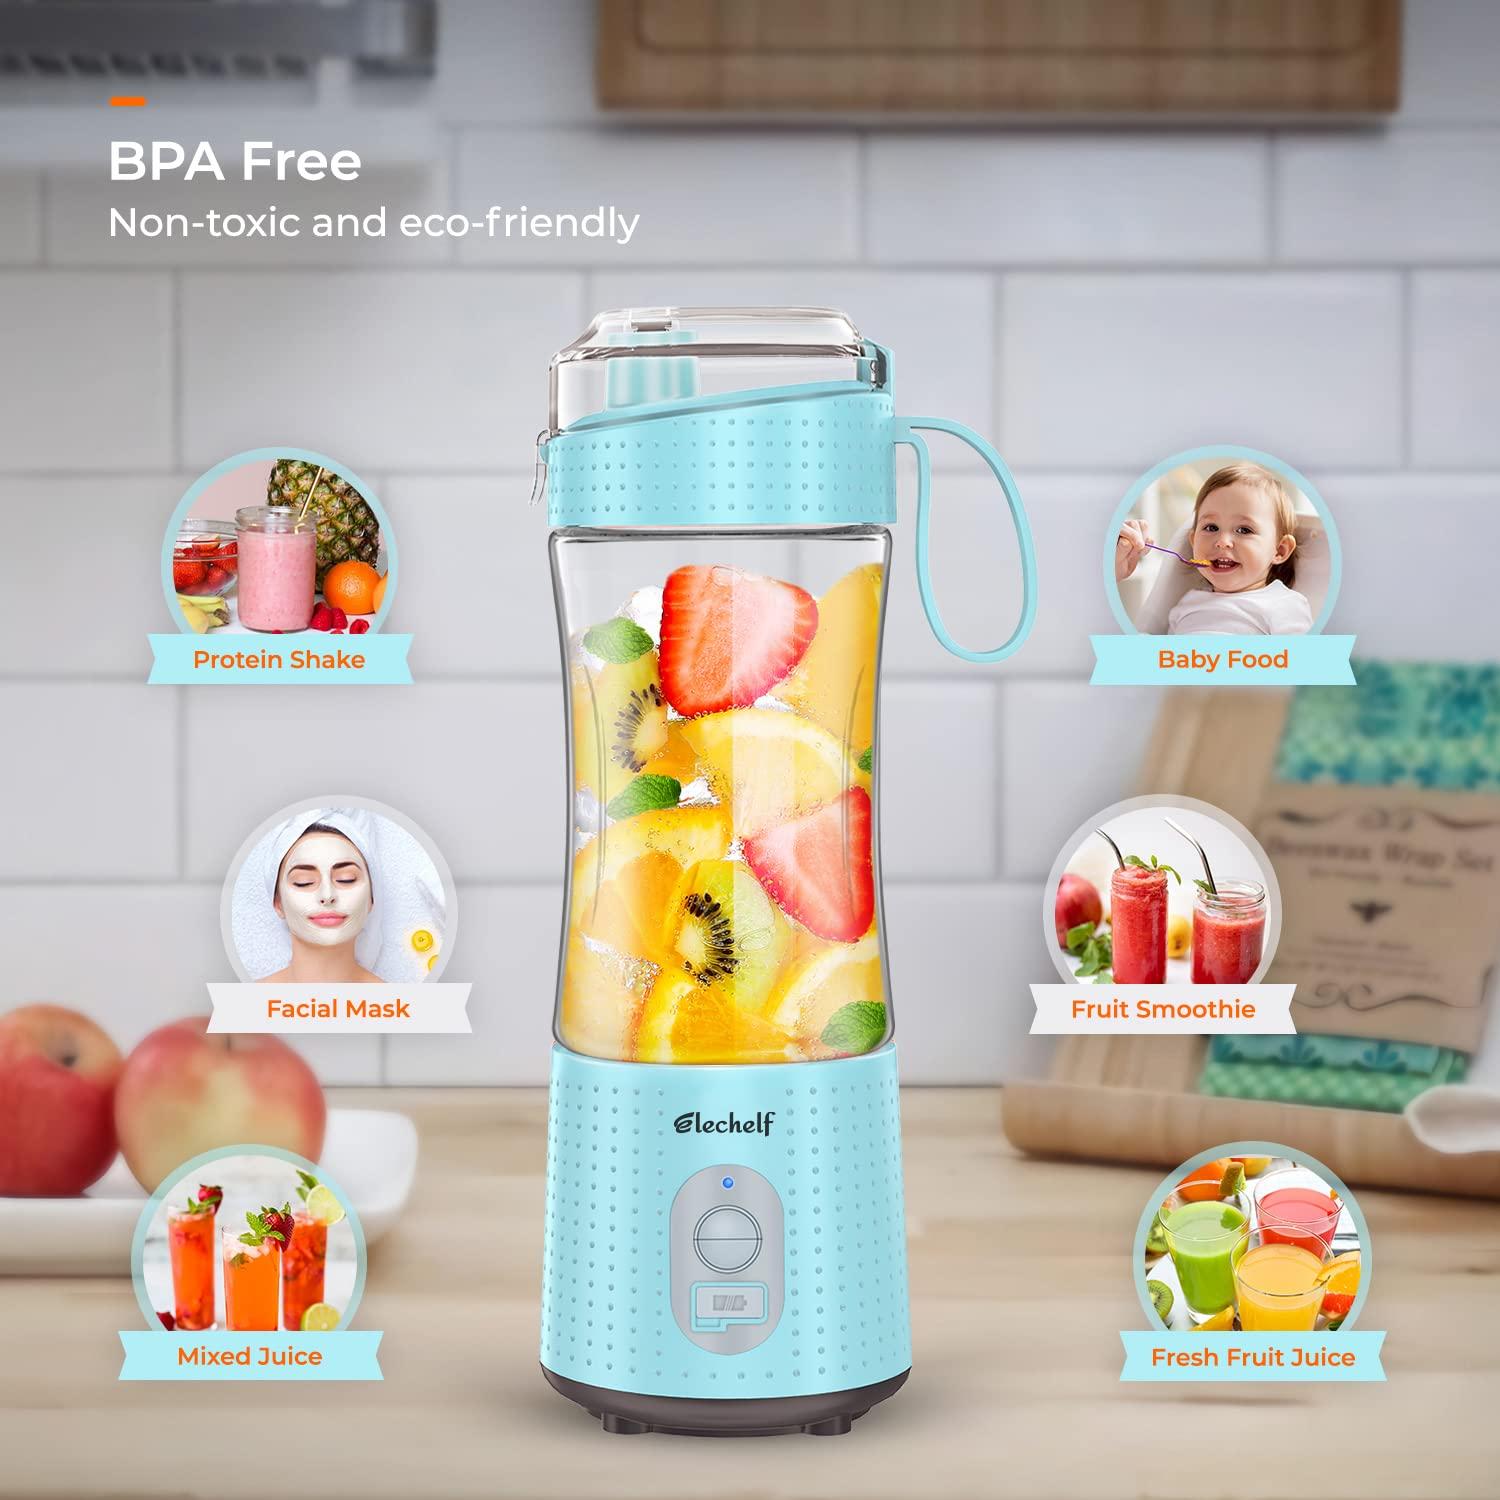 BPA Free
Non-toxic and eco-friendly
Protein Shake
Baby Food
Facial Mask
Fruit Smoothie
Elechelf
Mixed Juice
Fresh Fruit Juice